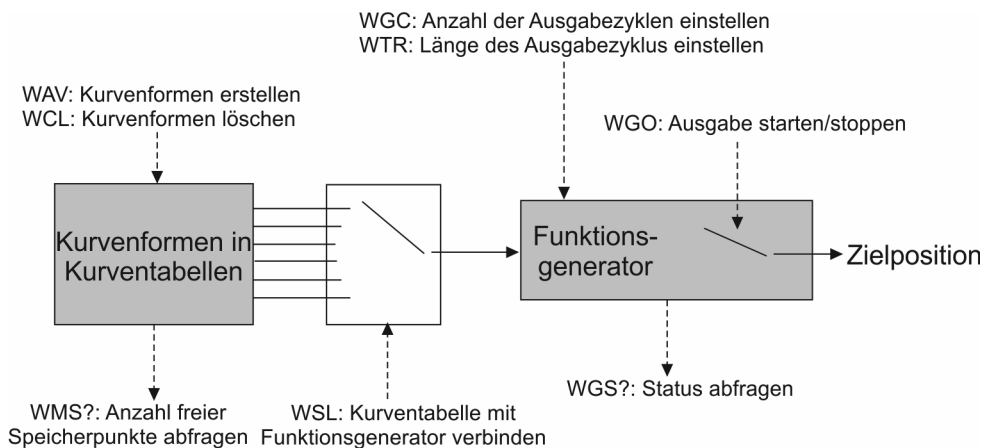 WGC: Anzahl der Ausgabezyklen einstellen
WTR: Länge des Ausgabezyklus einstellen
WAV: Kurvenformen erstellen
WCL: Kurvenformen löschen
WGO: Ausgabe starten/stoppen
Kurvenformen in
Kurventabellen
Funktions-
generator
Zielposition
WGS?: Status abfragen
WMS?: Anzahl freier
Speicherpunkte abfragen
WSL: Kurventabelle mit
Funktionsgenerator verbinden